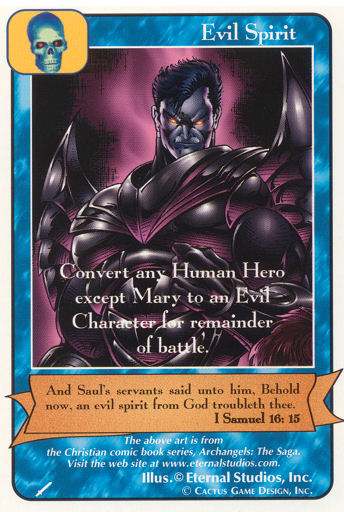 Evil Spirit
Convert any Human Hero
except Mary to an Evil
Character for remainder
of battle.
And Saul's servants said unto him, Behold
now, an evil spirit from God troubleth thee.
I Samuel 16: 15
The above art is from
the Christian comic book series, Archangels: The Saga.
Visit the web site at www.eternalstudios.com.
Illus. © Eternal Studios, Inc.
© Cactus Game Design, Inc.